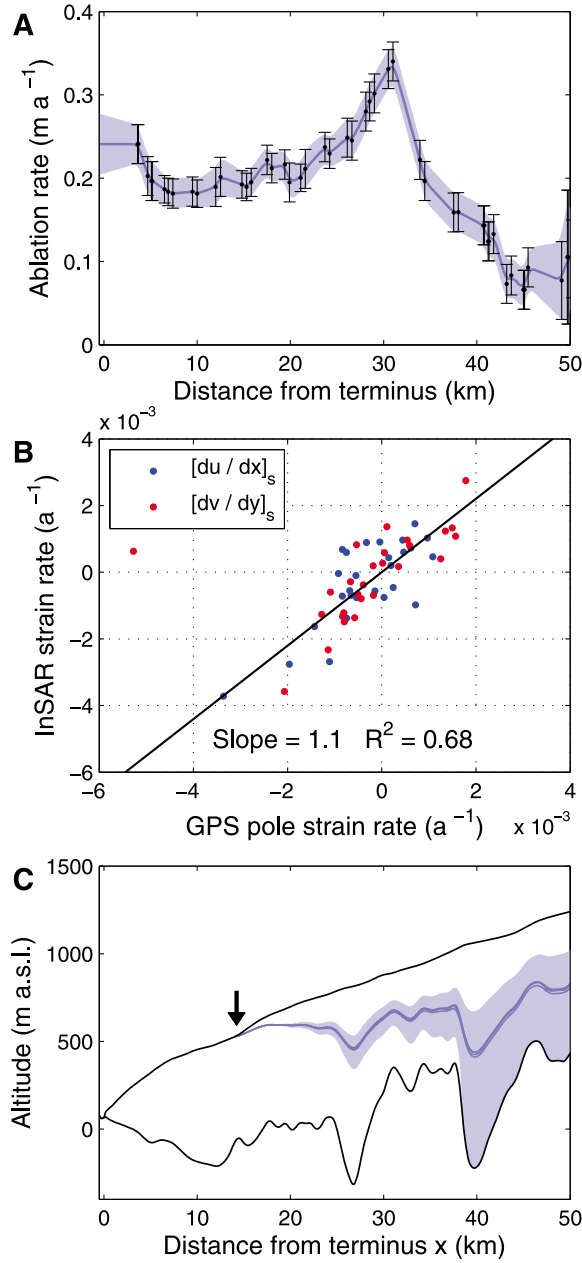 A
Ablation rate (m a⁻¹)
0.4
0.3
0.2
0.1
0
0 10 20 30 40 50
Distance from terminus (km)
B
x 10⁻³
InSAR strain rate (a⁻¹)
4
2
0
−2
−4
−6
[du / dx]s
[dv / dy]s
Slope = 1.1 R² = 0.68
−6 −4 −2 0 2 4
GPS pole strain rate (a⁻¹) x 10⁻³
C
Altitude (m a.s.l.)
1500
1000
500
0
0 10 20 30 40 50
Distance from terminus x (km)